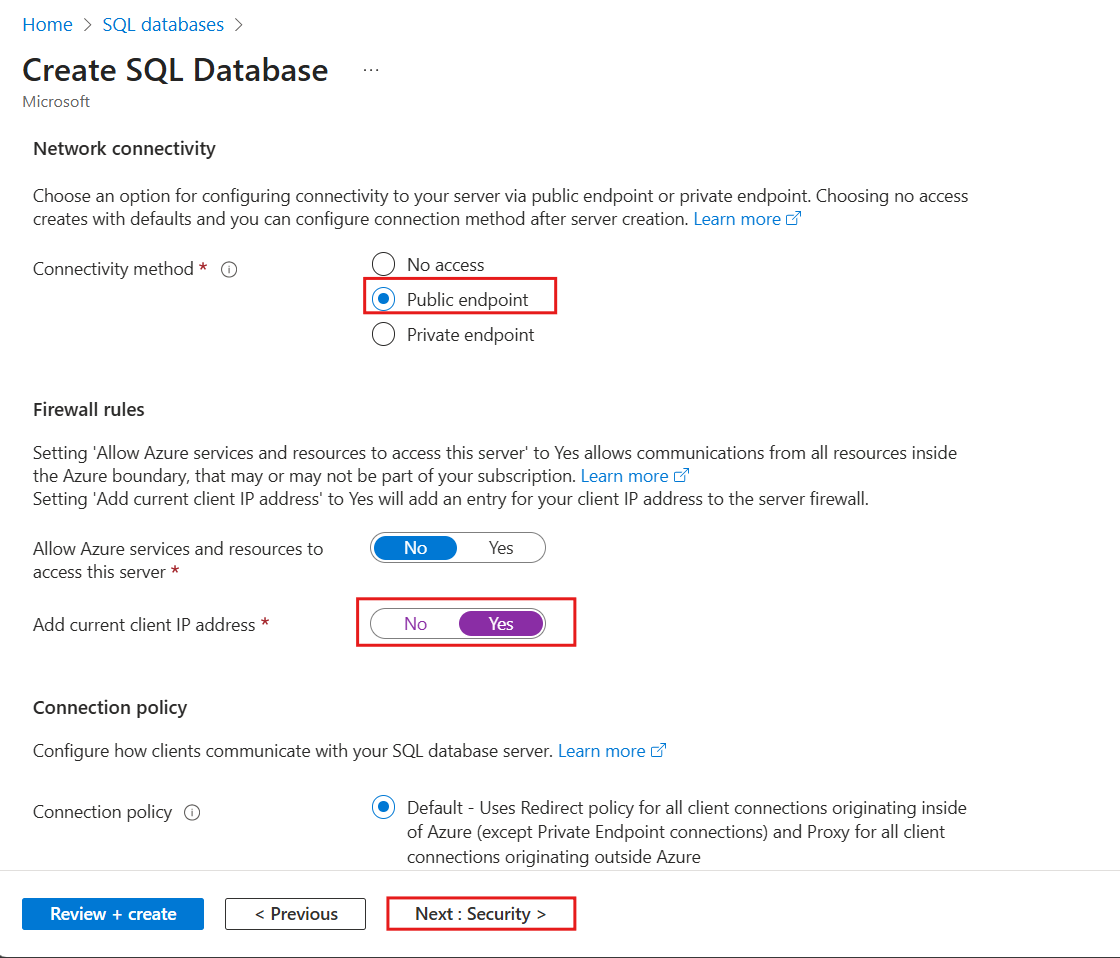 Home > SQL databases >
Create SQL Database ...
Microsoft
Network connectivity
Choose an option for configuring connectivity to your server via public endpoint or private endpoint. Choosing no access
creates with defaults and you can configure connection method after server creation. Learn more
Connectivity method *
No access
Public endpoint
Private endpoint
Firewall rules
Setting 'Allow Azure services and resources to access this server' to Yes allows communications from all resources inside
the Azure boundary, that may or may not be part of your subscription. Learn more
Setting 'Add current client IP address' to Yes will add an entry for your client IP address to the server firewall.
Allow Azure services and resources to
access this server *
No Yes
Add current client IP address *
No Yes
Connection policy
Configure how clients communicate with your SQL database server. Learn more
Connection policy
Default - Uses Redirect policy for all client connections originating inside
of Azure (except Private Endpoint connections) and Proxy for all client
connections originating outside Azure
Review + create
< Previous
Next : Security >